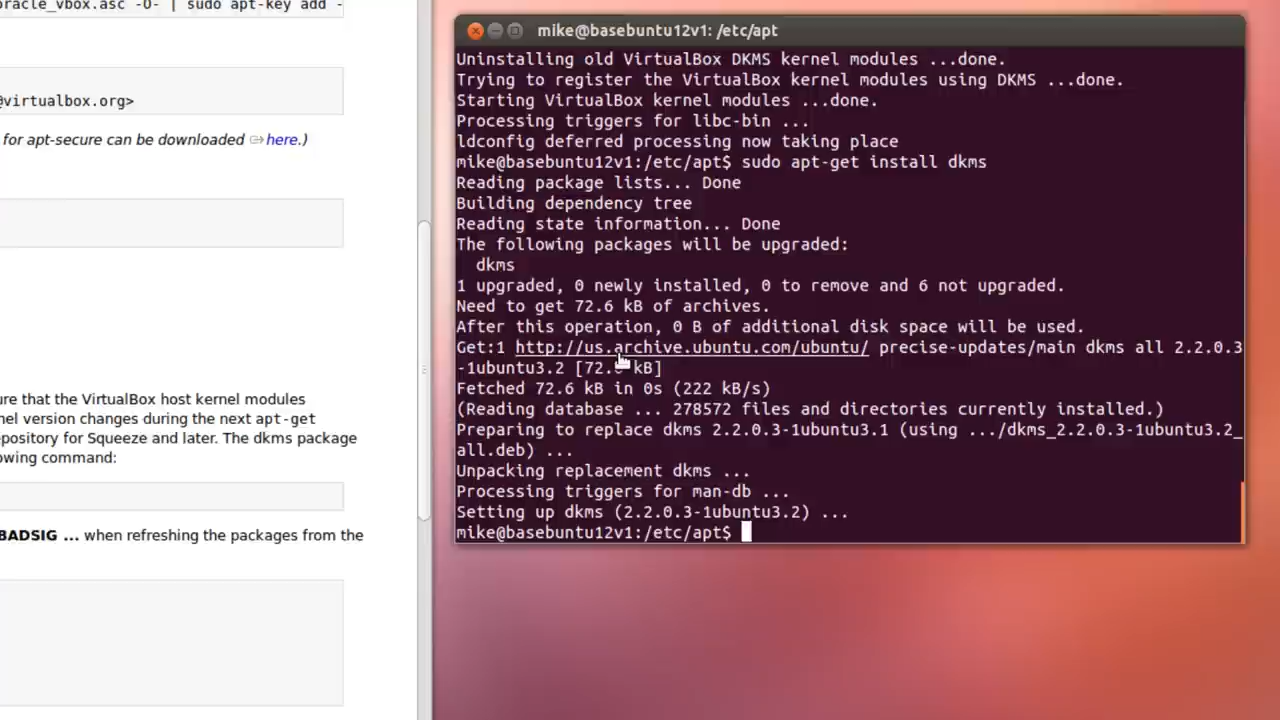 oracle_vbox.asc -O- | sudo apt-key add -
@virtualbox.org>
for apt-secure can be downloaded here.)
ure that the VirtualBox host kernel modules
nel version changes during the next apt-get
epository for Squeeze and later. The dkms package
owing command:
BADSIG ... when refreshing the packages from the
mike@basebuntu12v1: /etc/apt
Uninstalling old VirtualBox DKMS kernel modules ...done.
Trying to register the VirtualBox kernel modules using DKMS ...done.
Starting VirtualBox kernel modules ...done.
Processing triggers for libc-bin ...
ldconfig deferred processing now taking place
mike@basebuntu12v1:/etc/apt$ sudo apt-get install dkms
Reading package lists... Done
Building dependency tree
Reading state information... Done
The following packages will be upgraded:
dkms
1 upgraded, 0 newly installed, 0 to remove and 6 not upgraded.
Need to get 72.6 kB of archives.
After this operation, 0 B of additional disk space will be used.
Get:1 http://us.archive.ubuntu.com/ubuntu/ precise-updates/main dkms all 2.2.0.3
-1ubuntu3.2 [72.6 kB]
Fetched 72.6 kB in 0s (222 kB/s)
(Reading database ... 278572 files and directories currently installed.)
Preparing to replace dkms 2.2.0.3-1ubuntu3.1 (using .../dkms_2.2.0.3-1ubuntu3.2_
all.deb) ...
Unpacking replacement dkms ...
Processing triggers for man-db ...
Setting up dkms (2.2.0.3-1ubuntu3.2) ...
mike@basebuntu12v1:/etc/apt$